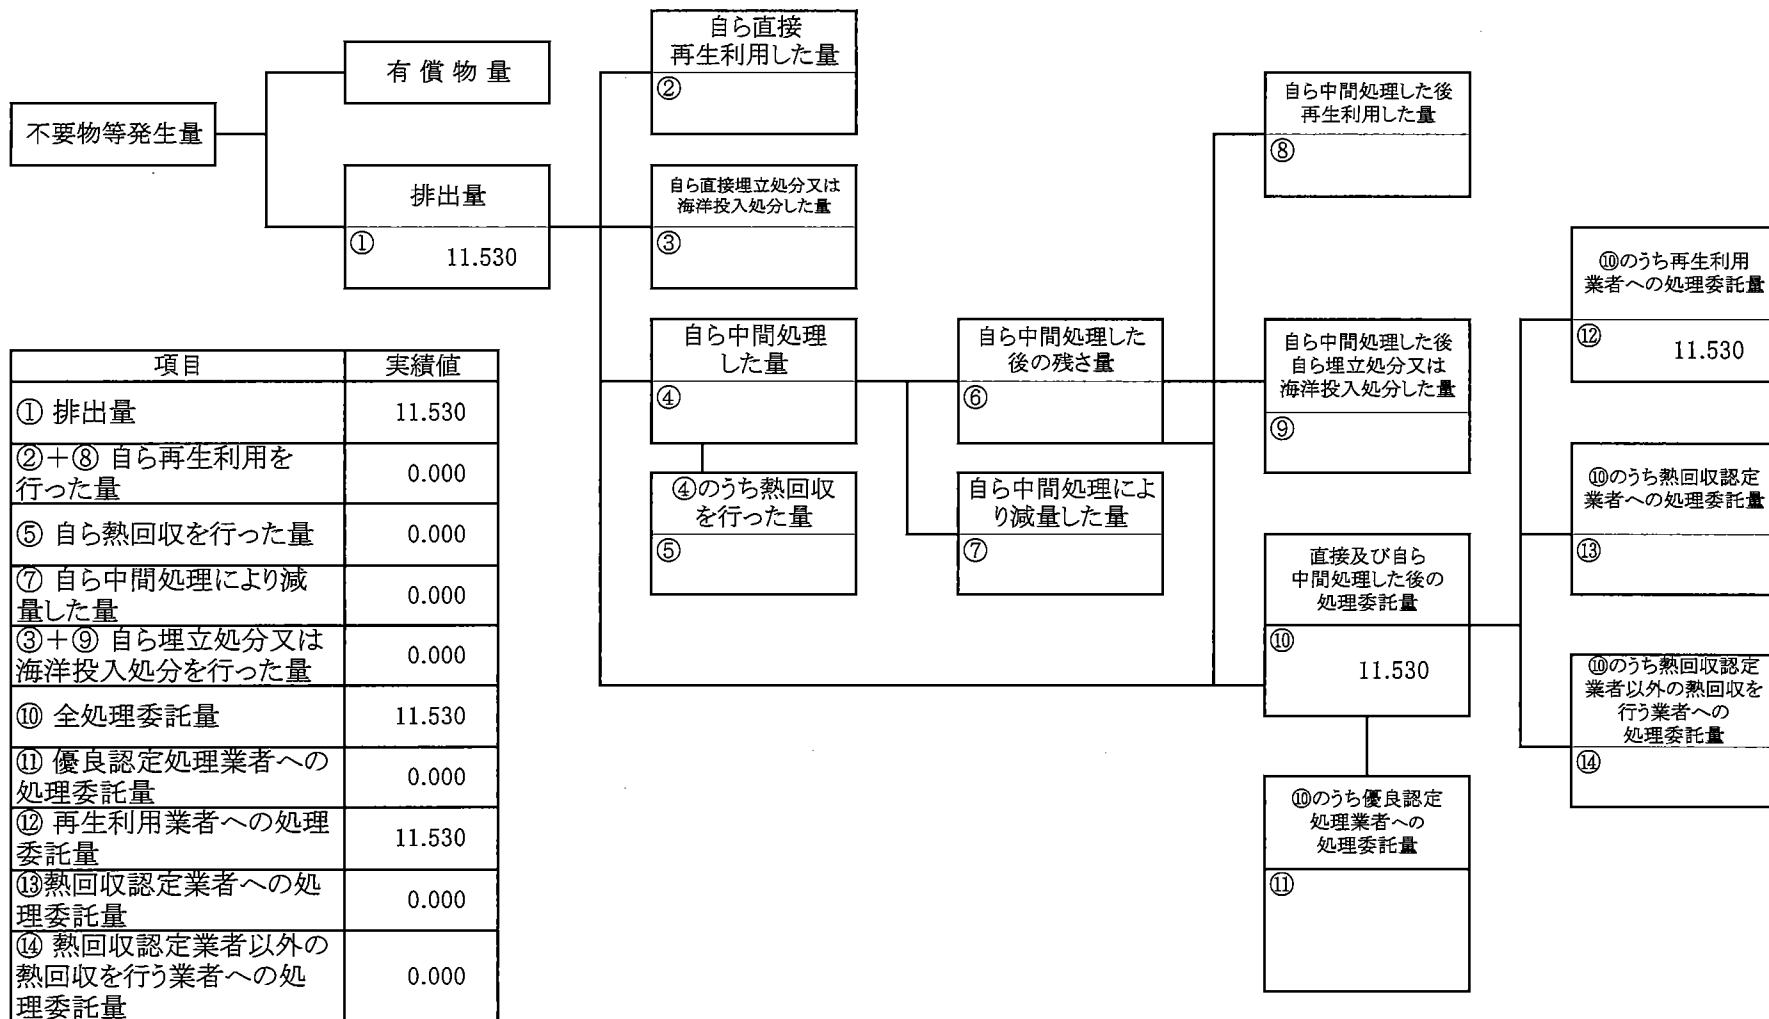 不要物等発生量
有償物量
排出量
①
11.530
自ら直接
再生利用した量
②
自ら直接埋立処分又は
海洋投入処分した量
③
自ら中間処理
した量
④
④のうち熱回収
を行った量
⑤
自ら中間処理した
後の残さ量
⑥
自ら中間処理によ
り減量した量
⑦
自ら中間処理した後
再生利用した量
⑧
自ら中間処理した後
自ら埋立処分又は
海洋投入処分した量
⑨
直接及び自ら
中間処理した後の
処理委託量
⑩
11.530
⑩のうち優良認定
処理業者への
処理委託量
⑪
⑩のうち再生利用
業者への処理委託量
⑫
11.530
⑩のうち熱回収認定
業者への処理委託量
⑬
⑩のうち熱回収認定
業者以外の熱回収を
行う業者への
処理委託量
⑭
項目 実績値
① 排出量 11.530
②+⑧ 自ら再生利用を
行った量 0.000
⑤ 自ら熱回収を行った量 0.000
⑦ 自ら中間処理により減
量した量 0.000
③+⑨ 自ら埋立処分又は
海洋投入処分を行った量 0.000
⑩ 全処理委託量 11.530
⑪ 優良認定処理業者への
処理委託量 0.000
⑫ 再生利用業者への処理
委託量 11.530
⑬熱回収認定業者への処
理委託量 0.000
⑭ 熱回収認定業者以外の
熱回収を行う業者への処
理委託量 0.000